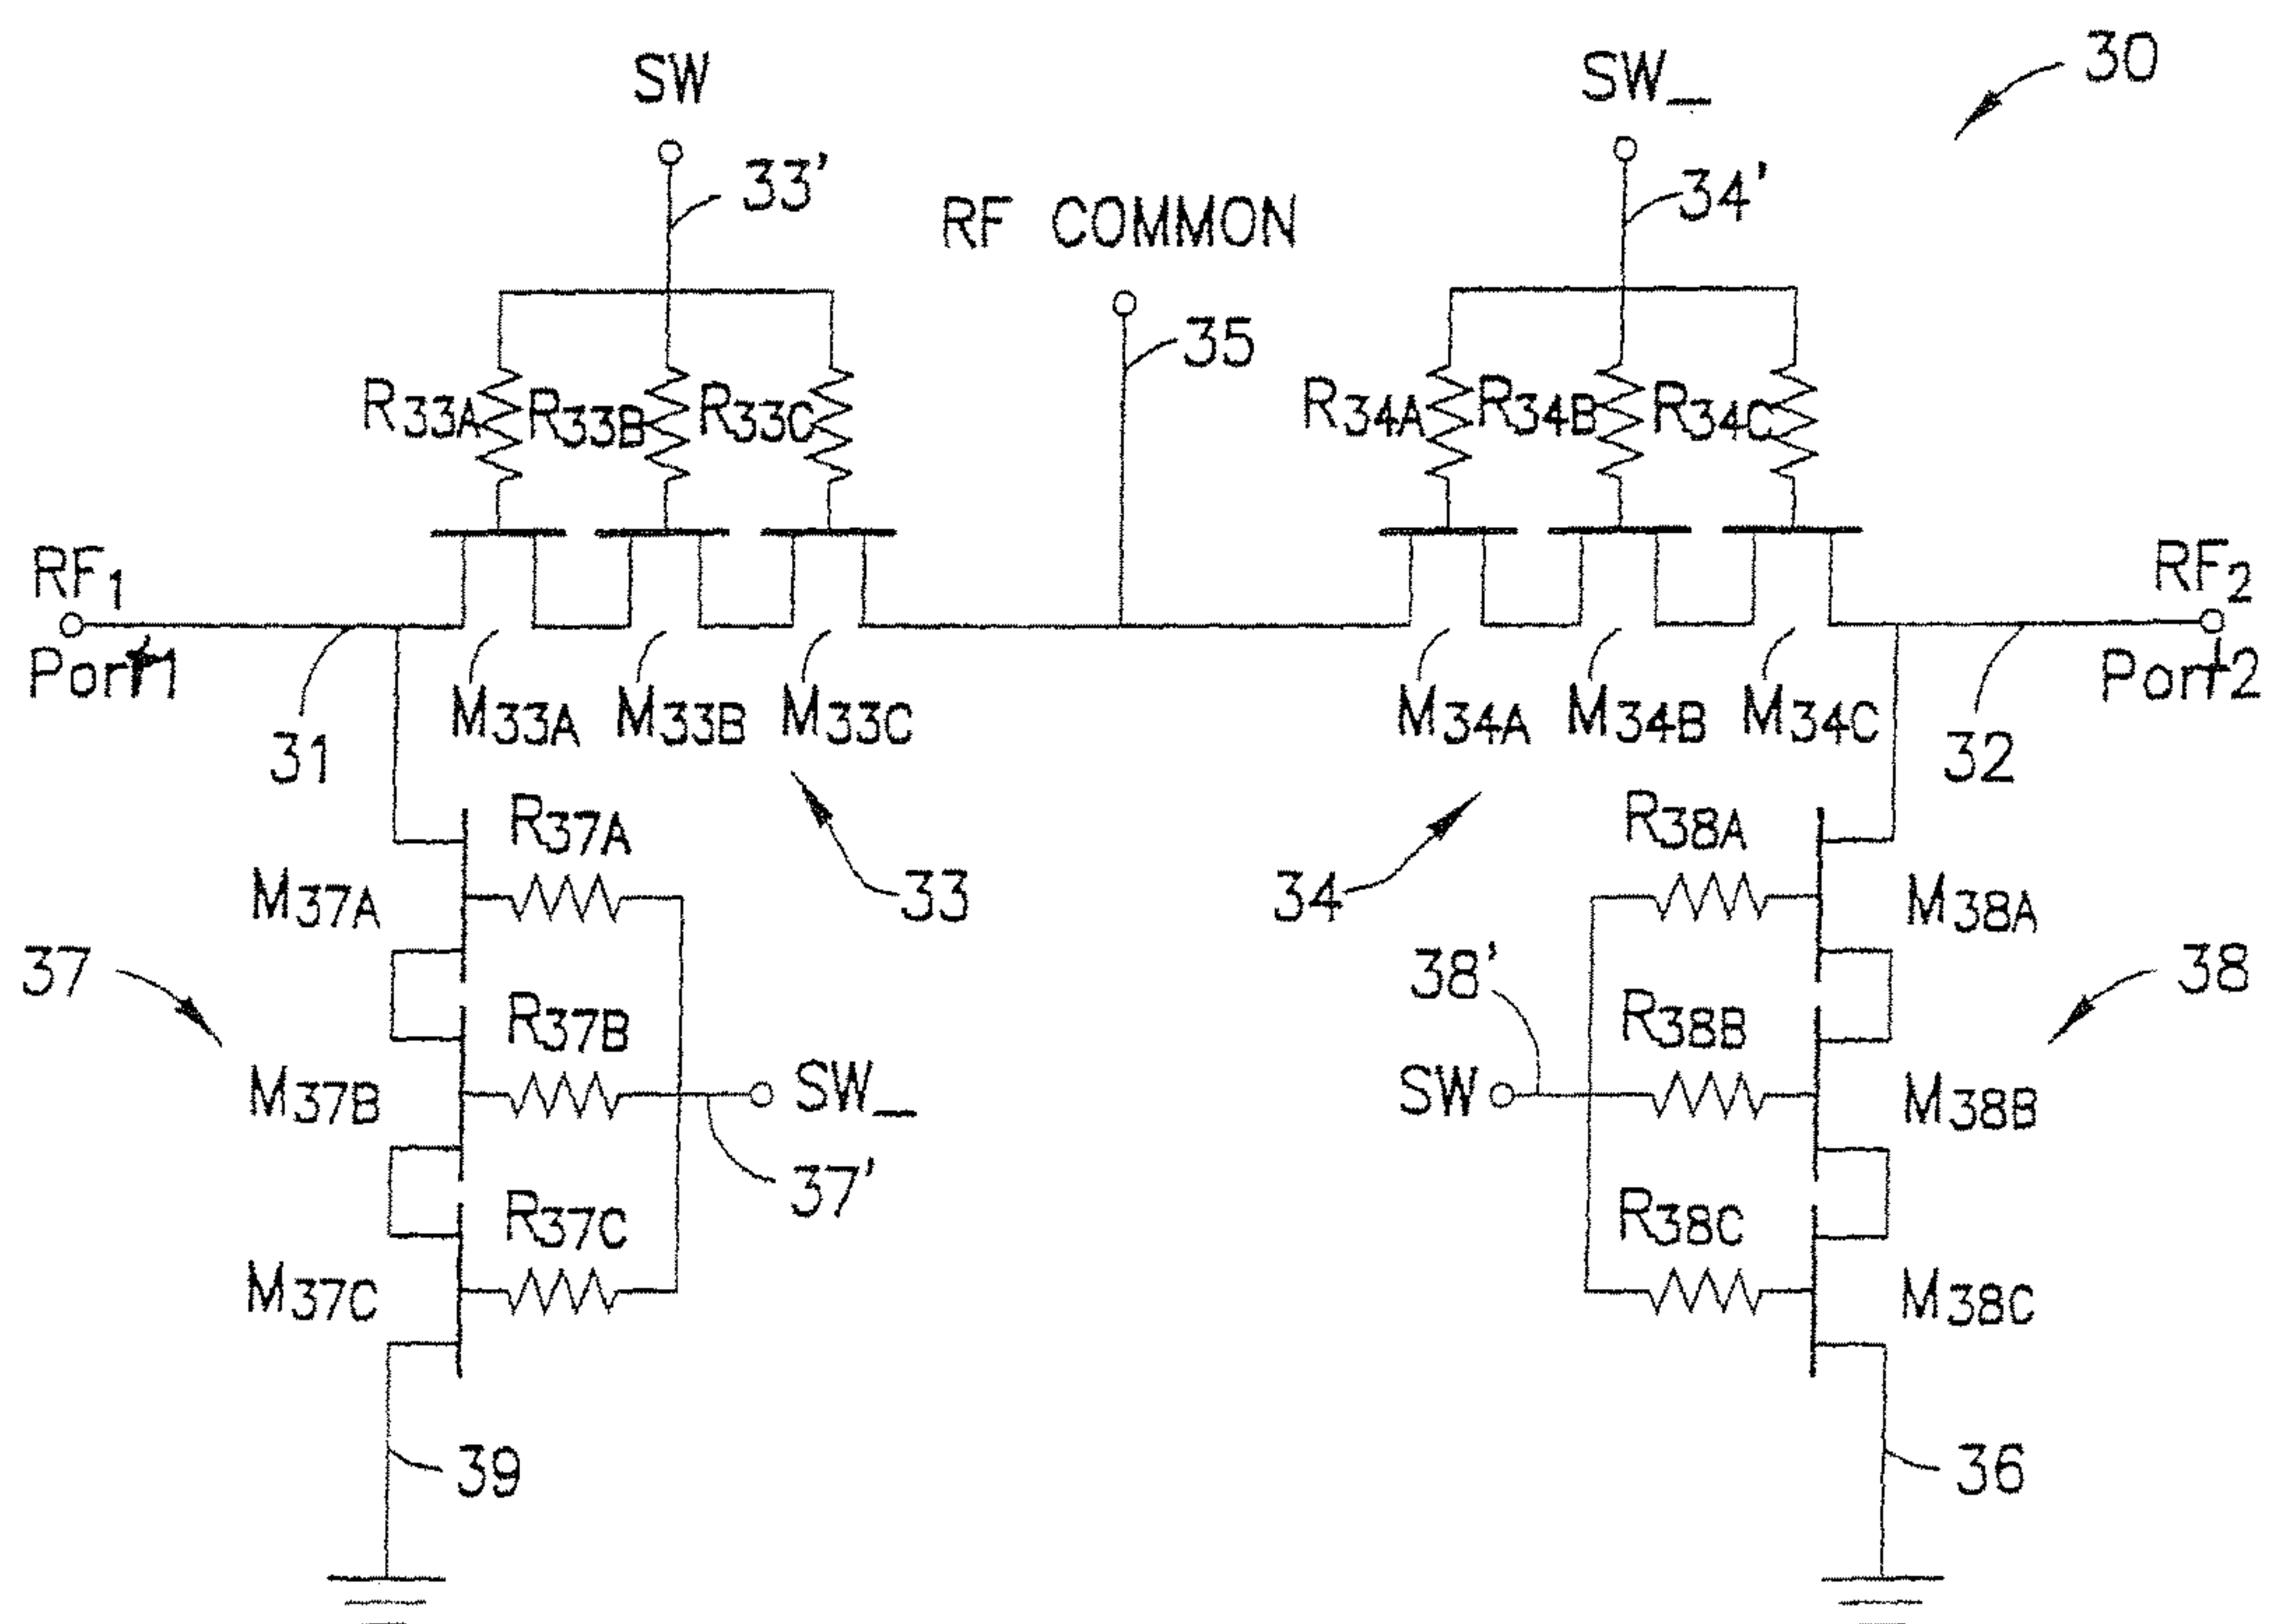 30
SW
SW_
33'
34'
RF COMMON
35
R33A
R33B
R33C
R34A
R34B
R34C
RF1
Port1
RF2
Port2
31
M33A
M33B
M33C
M34A
M34B
M34C
32
33
34
R37A
M37A
37
R37B
M37B
SW_
37'
R37C
M37C
39
R38A
M38A
38'
38
R38B
SW
M38B
R38C
M38C
36